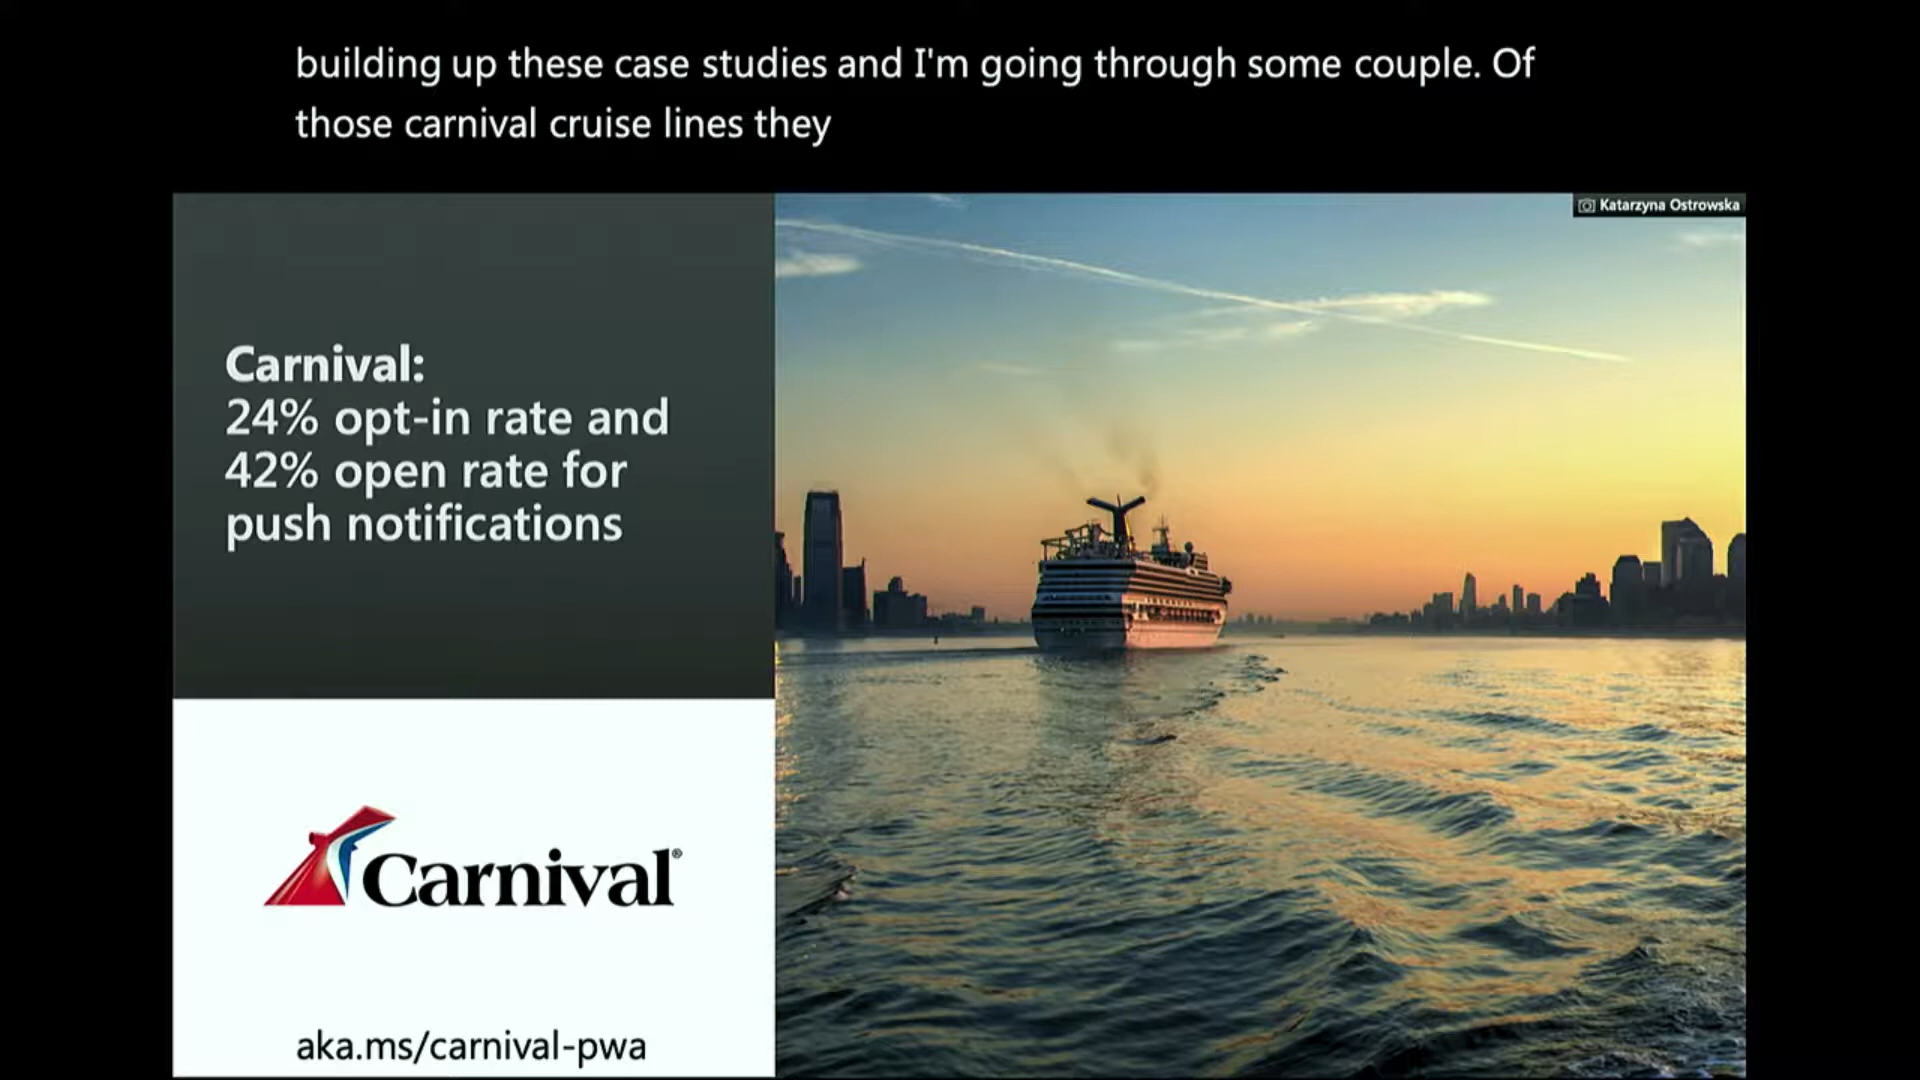 building up these case studies and I'm going through some couple. Of
those carnival cruise lines they
Katarzyna Ostrowska
Carnival:
24% opt-in rate and
42% open rate for
push notifications
Carnival®
aka.ms/carnival-pwa